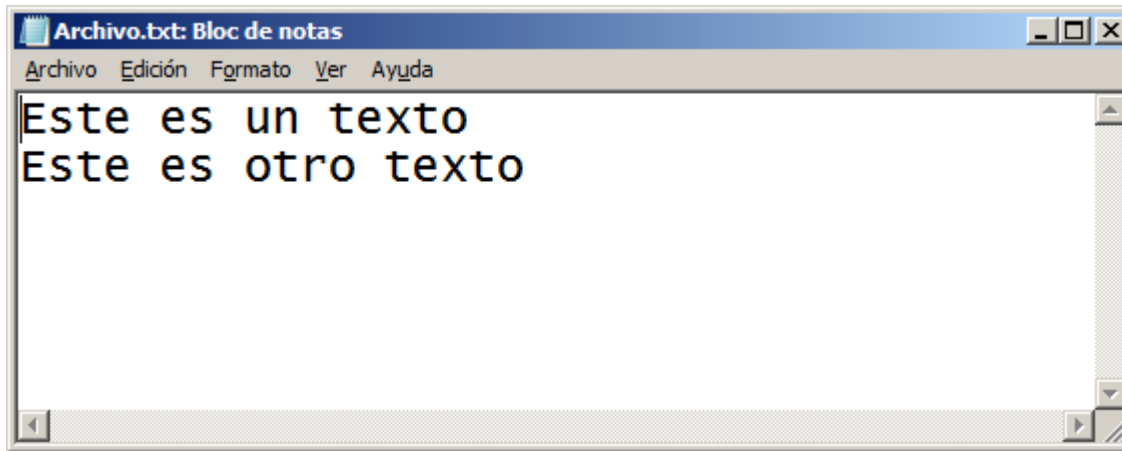 Archivo.txt: Bloc de notas
Archivo Edición Formato Ver Ayuda
Este es un texto
Este es otro texto